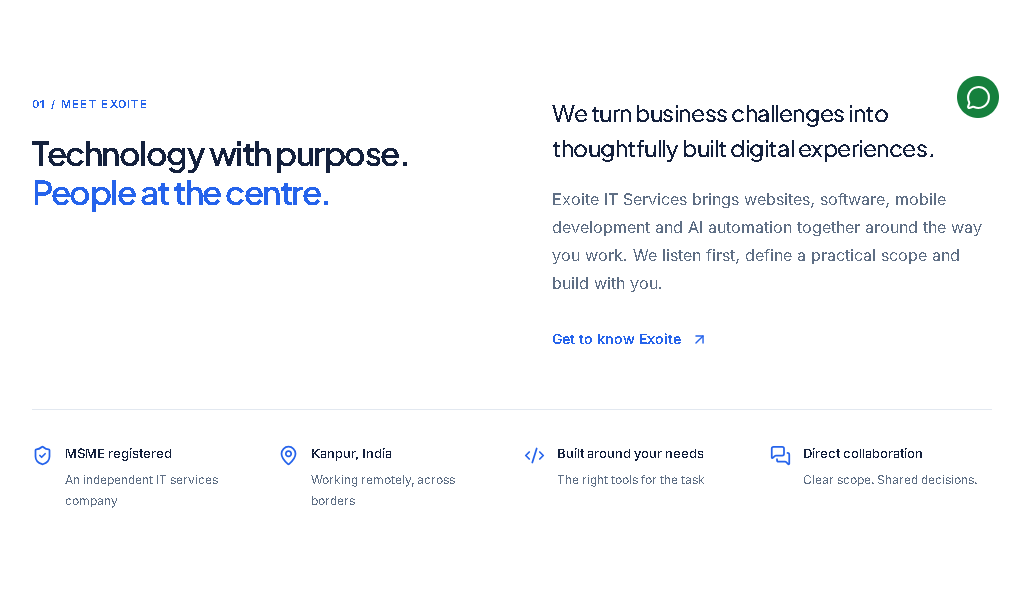 01 / MEET EXOITE
Technology with purpose.
People at the centre.
We turn business challenges into
thoughtfully built digital experiences.
Exoite IT Services brings websites, software, mobile
development and AI automation together around the way
you work. We listen first, define a practical scope and
build with you.
Get to know Exoite
MSME registered
An independent IT services
company
Kanpur, India
Working remotely, across
borders
Built around your needs
The right tools for the task
Direct collaboration
Clear scope. Shared decisions.